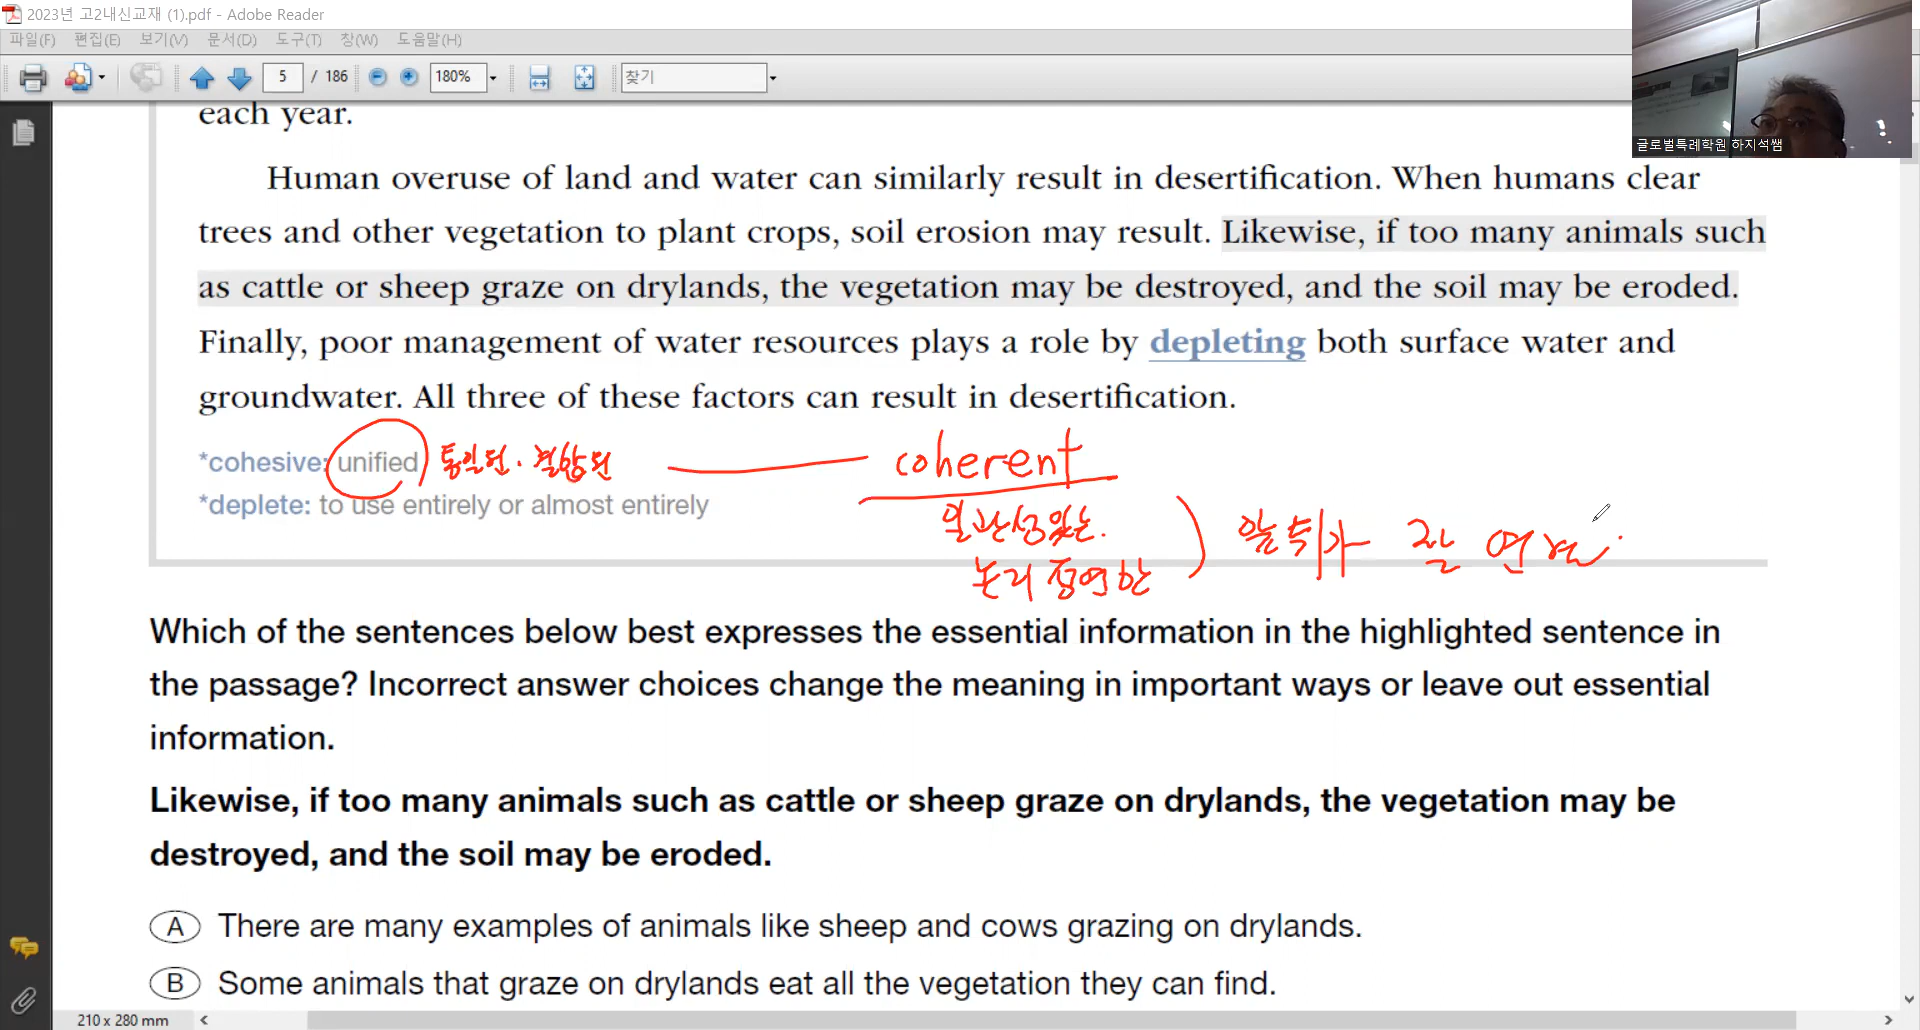 2023년 고2내신교재 (1).pdf - Adobe Reader
파일(F) 편집(E) 보기(V) 문서(D) 도구(T) 창(W) 도움말(H)
5 / 186 180% 찾기
글로벌특례학원 하지석쌤
each year.
Human overuse of land and water can similarly result in desertification. When humans clear
trees and other vegetation to plant crops, soil erosion may result. Likewise, if too many animals such
as cattle or sheep graze on drylands, the vegetation may be destroyed, and the soil may be eroded.
Finally, poor management of water resources plays a role by depleting both surface water and
groundwater. All three of these factors can result in desertification.
*cohesive: unified 통일된. 결합된 coherent
*deplete: to use entirely or almost entirely
일관성있는.
논리 정연한
앞뒤가 잘 연결.
Which of the sentences below best expresses the essential information in the highlighted sentence in
the passage? Incorrect answer choices change the meaning in important ways or leave out essential
information.
Likewise, if too many animals such as cattle or sheep graze on drylands, the vegetation may be
destroyed, and the soil may be eroded.
A There are many examples of animals like sheep and cows grazing on drylands.
B Some animals that graze on drylands eat all the vegetation they can find.
210 x 280 mm